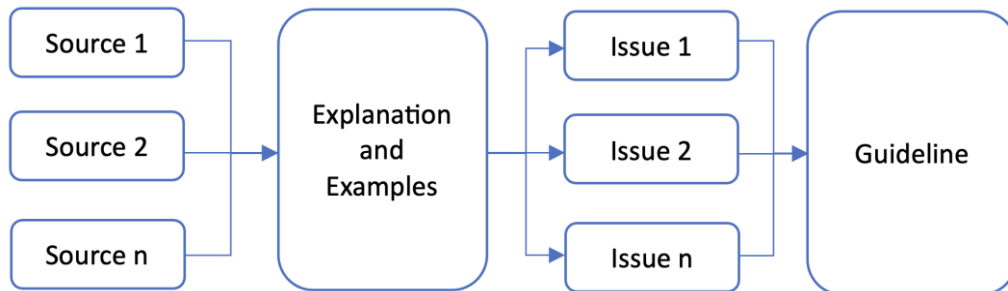 Source 1
Source 2
Source n
Explanation
and
Examples
Issue 1
Issue 2
Issue n
Guideline